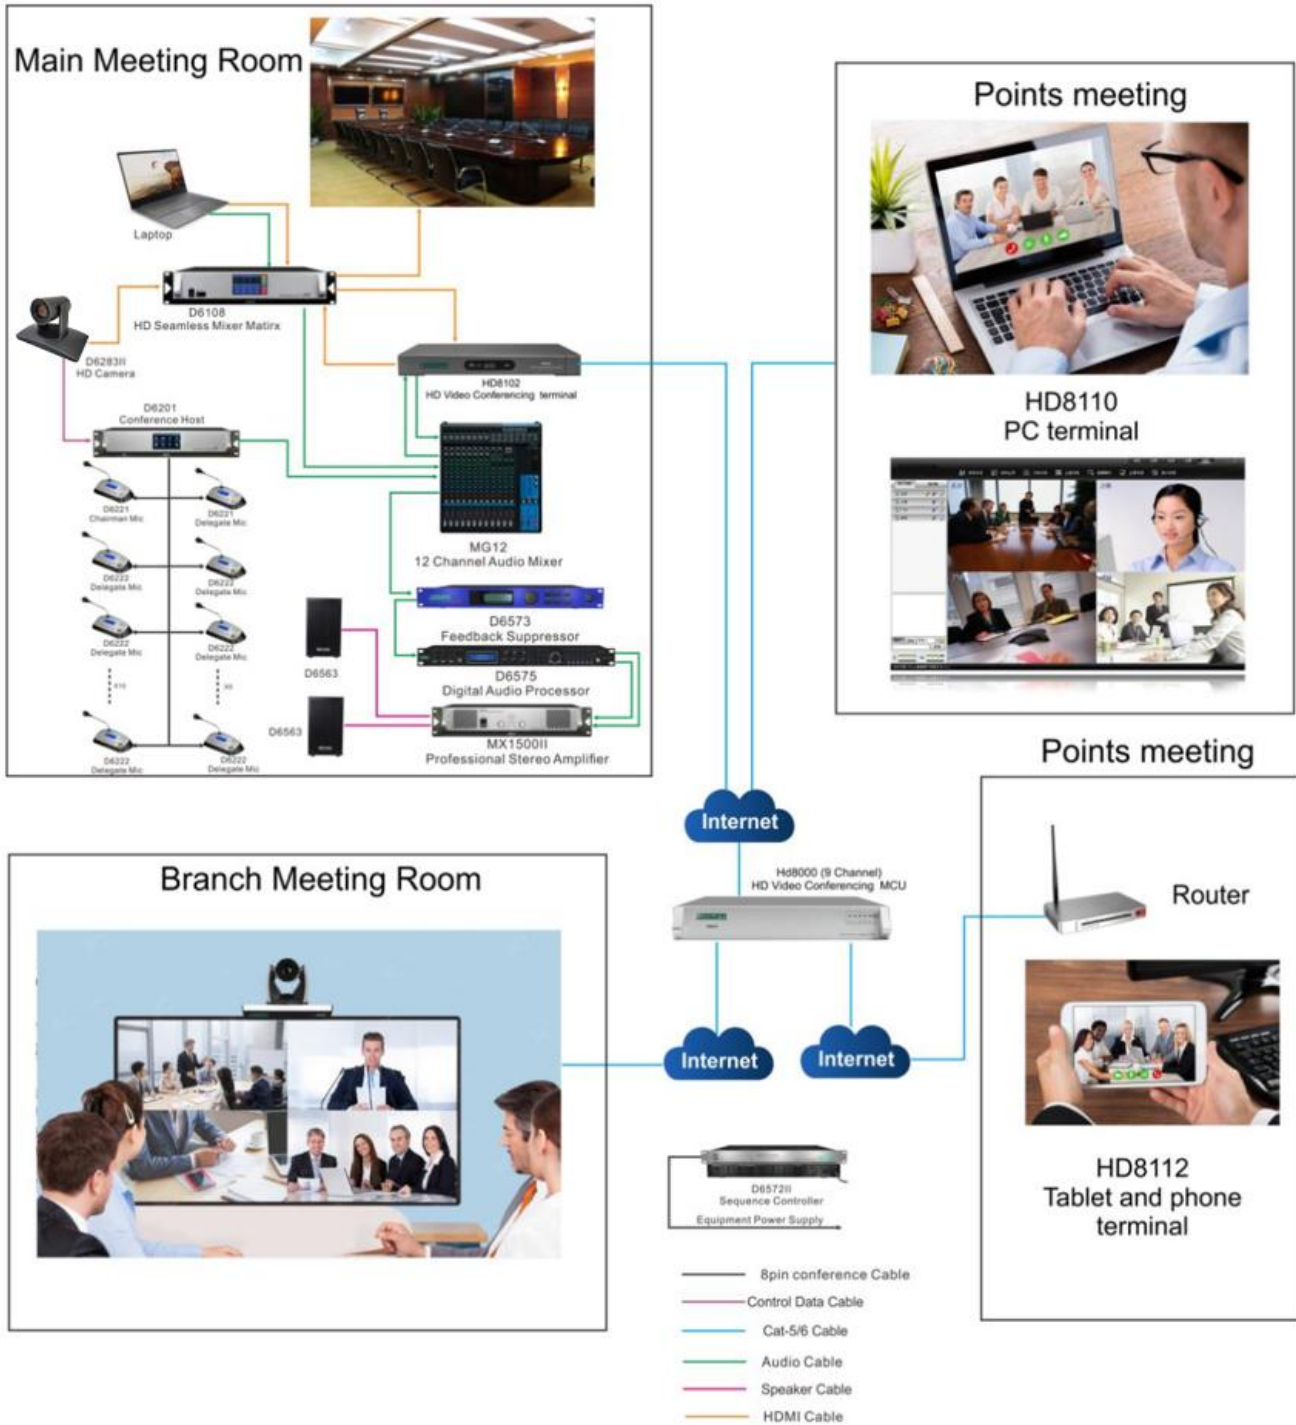 Main Meeting Room
Laptop
D6108
HD Seamless Mixer Matirx
D6283II
HD Camera
HD8102
HD Video Conferencing terminal
D6201
Conference Host
D6221
Chairman Mic
D6221
Delegate Mic
D6222
Delegate Mic
D6222
Delegate Mic
D6222
Delegate Mic
D6222
Delegate Mic
D6222
Delegate Mic
D6222
Delegate Mic
MG12
12 Channel Audio Mixer
D6573
Feedback Suppressor
D6563
D6575
Digital Audio Processor
D6563
MX1500II
Professional Stereo Amplifier
Points meeting
HD8110
PC terminal
Internet
Hd8000 (9 Channel)
HD Video Conferencing MCU
Internet
Internet
Branch Meeting Room
Points meeting
Router
HD8112
Tablet and phone
terminal
D6572II
Sequence Controller
Equipment Power Supply
8pin conference Cable
Control Data Cable
Cat-5/6 Cable
Audio Cable
Speaker Cable
HDMI Cable